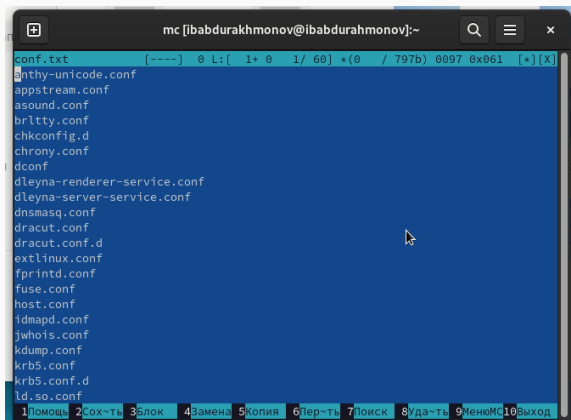 mc [ibabdurakhmonov@ibabdurahmonov]:~
conf.txt [----] 0 L:[ 1+ 0 1/ 60] *(0 / 797b) 0097 0x061 [*][X]
anthy-unicode.conf
appstream.conf
asound.conf
brltty.conf
chkconfig.d
chrony.conf
dconf
dleyna-renderer-service.conf
dleyna-server-service.conf
dnsmasq.conf
dracut.conf
dracut.conf.d
extlinux.conf
fprintd.conf
fuse.conf
host.conf
idmapd.conf
jwhois.conf
kdump.conf
krb5.conf
krb5.conf.d
ld.so.conf
1Помощь 2Сох~ть 3Блок 4Замена 5Копия 6Пер~ть 7Поиск 8Уда~ть 9МенюMC 10Выход